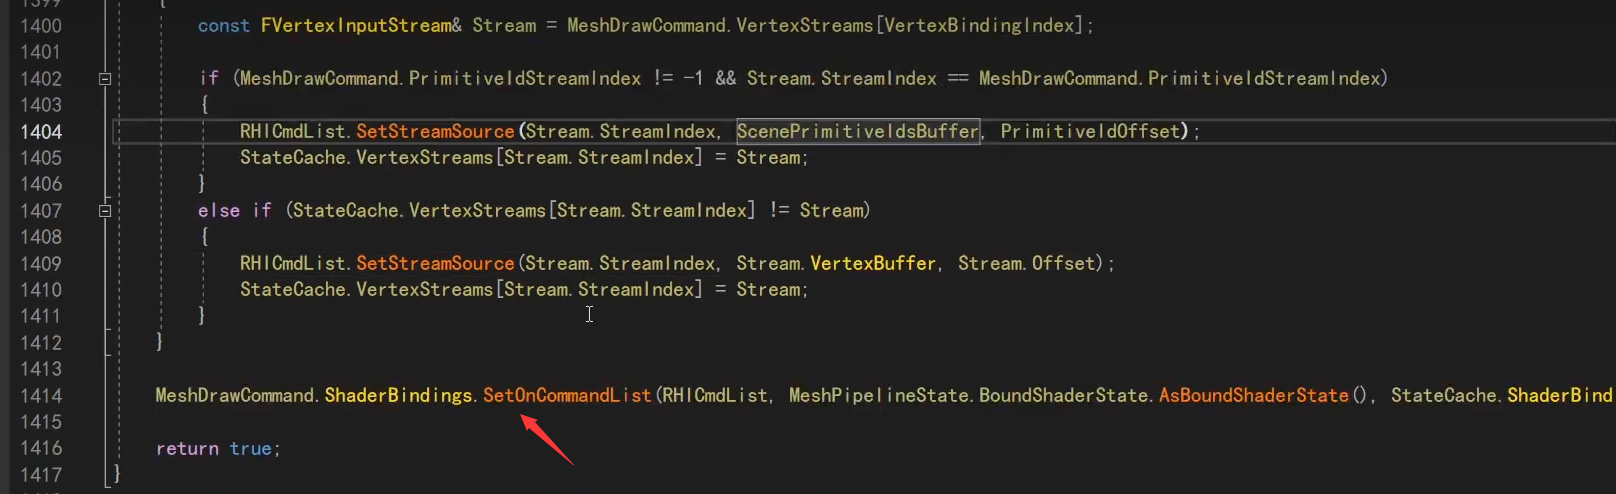 1399 {
1400 const FVertexInputStream& Stream = MeshDrawCommand.VertexStreams[VertexBindingIndex];
1401
1402 if (MeshDrawCommand.PrimitiveIdStreamIndex != -1 && Stream.StreamIndex == MeshDrawCommand.PrimitiveIdStreamIndex)
1403 {
1404 RHICmdList.SetStreamSource(Stream.StreamIndex, ScenePrimitiveIdsBuffer, PrimitiveIdOffset);
1405 StateCache.VertexStreams[Stream.StreamIndex] = Stream;
1406 }
1407 else if (StateCache.VertexStreams[Stream.StreamIndex] != Stream)
1408 {
1409 RHICmdList.SetStreamSource(Stream.StreamIndex, Stream.VertexBuffer, Stream.Offset);
1410 StateCache.VertexStreams[Stream.StreamIndex] = Stream;
1411 }
1412 }
1413
1414 MeshDrawCommand.ShaderBindings.SetOnCommandList(RHICmdList, MeshPipelineState.BoundShaderState.AsBoundShaderState(), StateCache.ShaderBind
1415
1416 return true;
1417 }